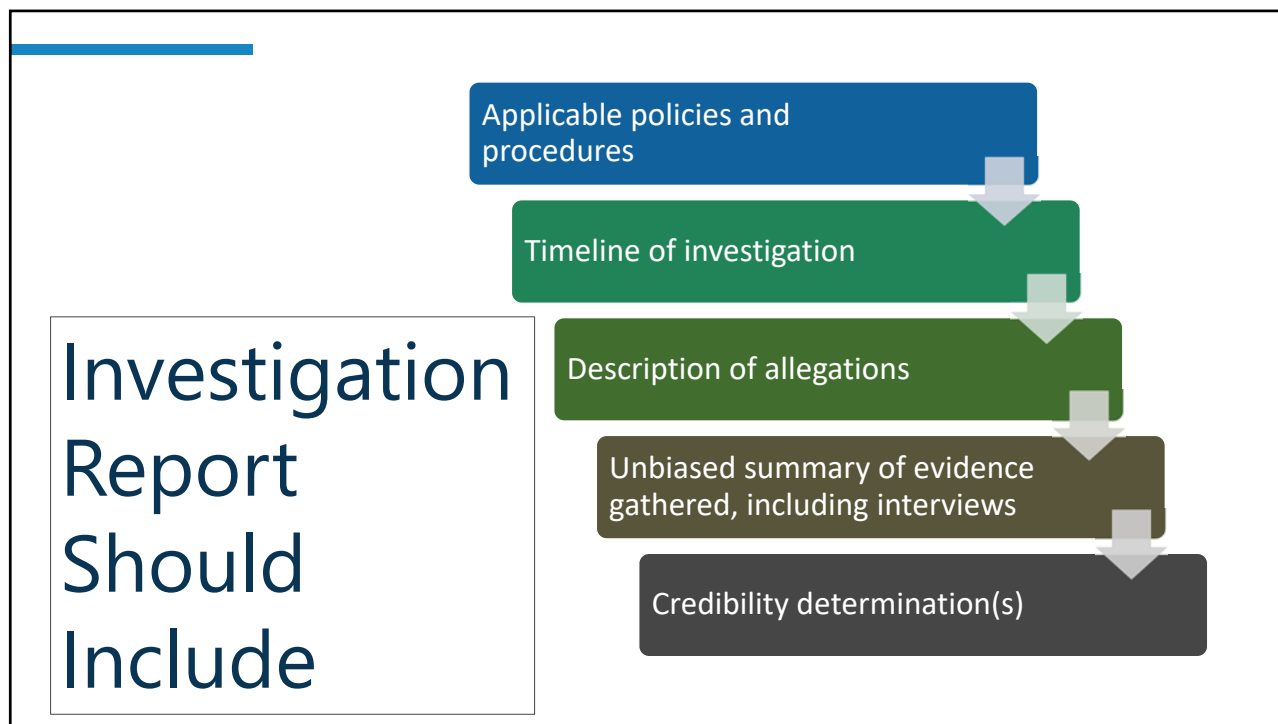 Investigation
Report
Should
Include
Applicable policies and
procedures
Timeline of investigation
Description of allegations
Unbiased summary of evidence
gathered, including interviews
Credibility determination(s)